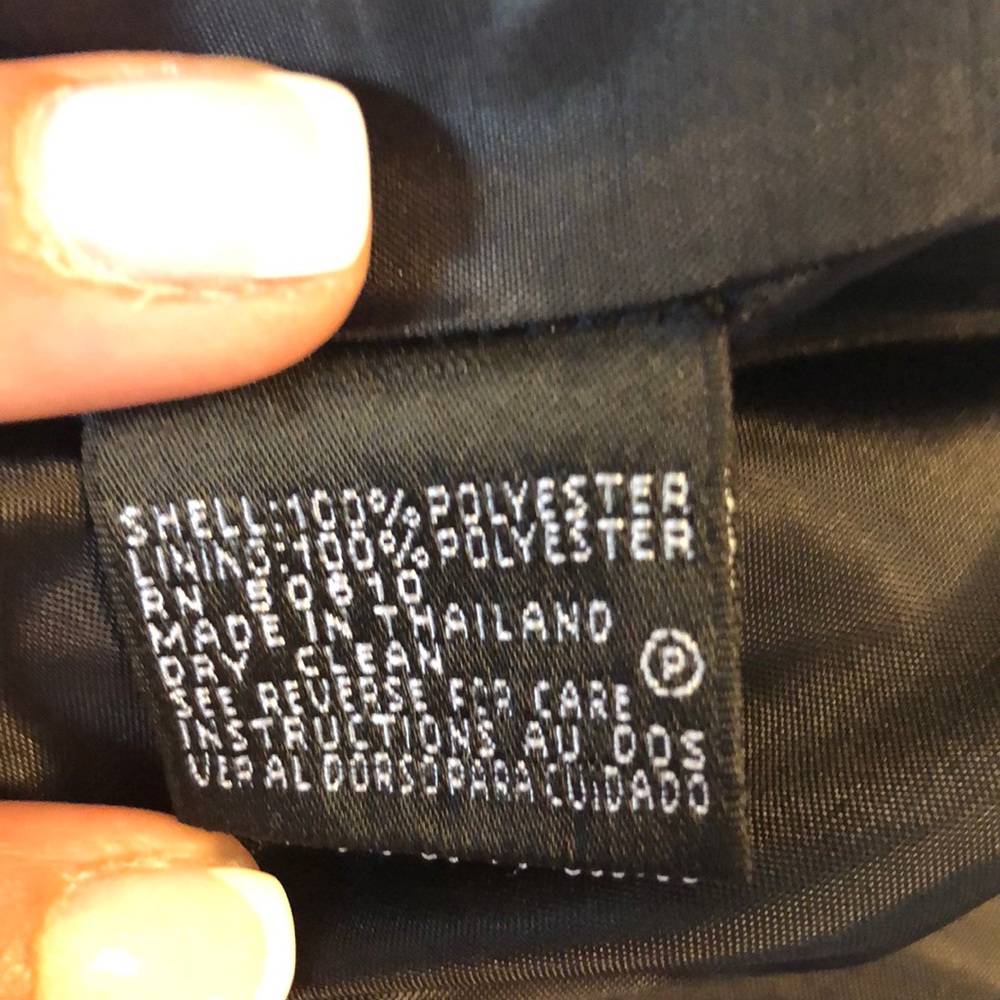 SHELL:100%POLYESTER
LINING:100%POLYESTER
RN 50810
MADE IN THAILAND
DRY CLEAN
P
SEE REVERSE FOR CARE
INSTRUCTIONS AU DOS
VER AL DORSO PARA CUIDADO